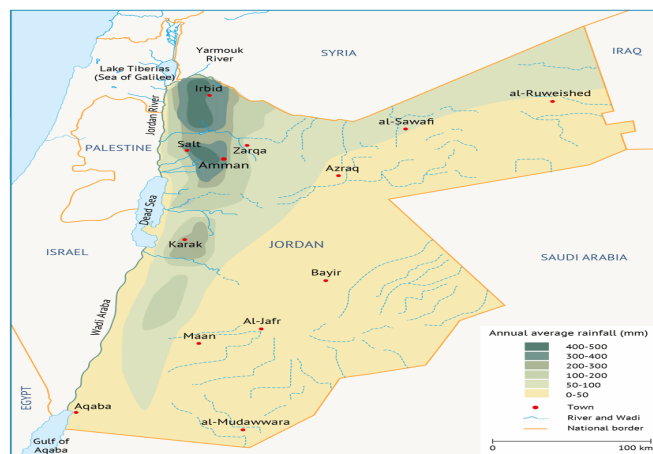 SYRIA
IRAQ
Yarmouk
River
Lake Tiberias
(Sea of Galilee)
Irbid
al-Ruweished
Jordan River
al-Sawafi
PALESTINE
Salt
Zarqa
Amman
Azraq
Dead Sea
Karak
JORDAN
ISRAEL
SAUDI ARABIA
Bayir
Wadi Araba
Al-Jafr
Maan
Annual average rainfall (mm)
400-500
300-400
200-300
100-200
50-100
0-50
Town
River and Wadi
National border
EGYPT
Aqaba
al-Mudawwara
Gulf of
Aqaba
0
100 km